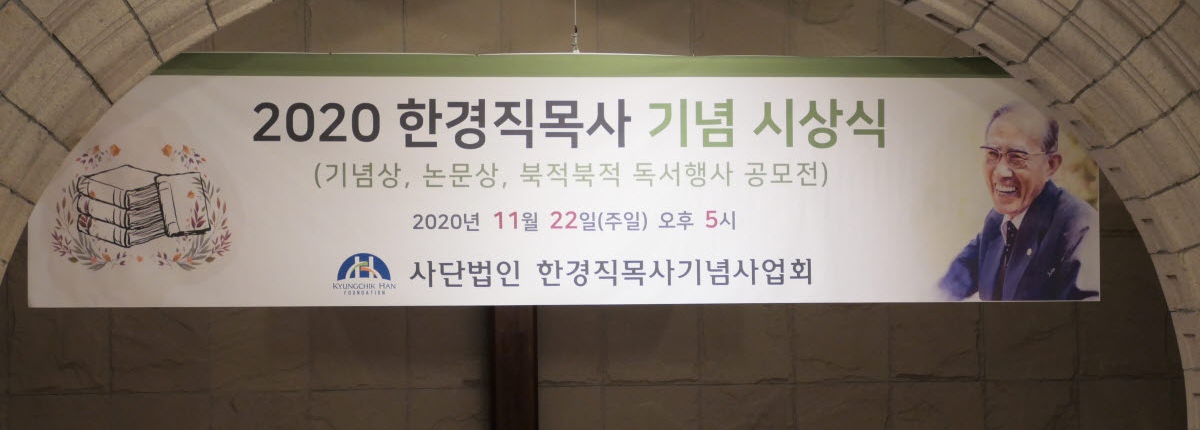 2020 한경직목사 기념 시상식
(기념상, 논문상, 북적북적 독서행사 공모전)
2020년 11월 22일(주일) 오후 5시
KYUNGCHIK HAN
FOUNDATION
사단법인 한경직목사기념사업회